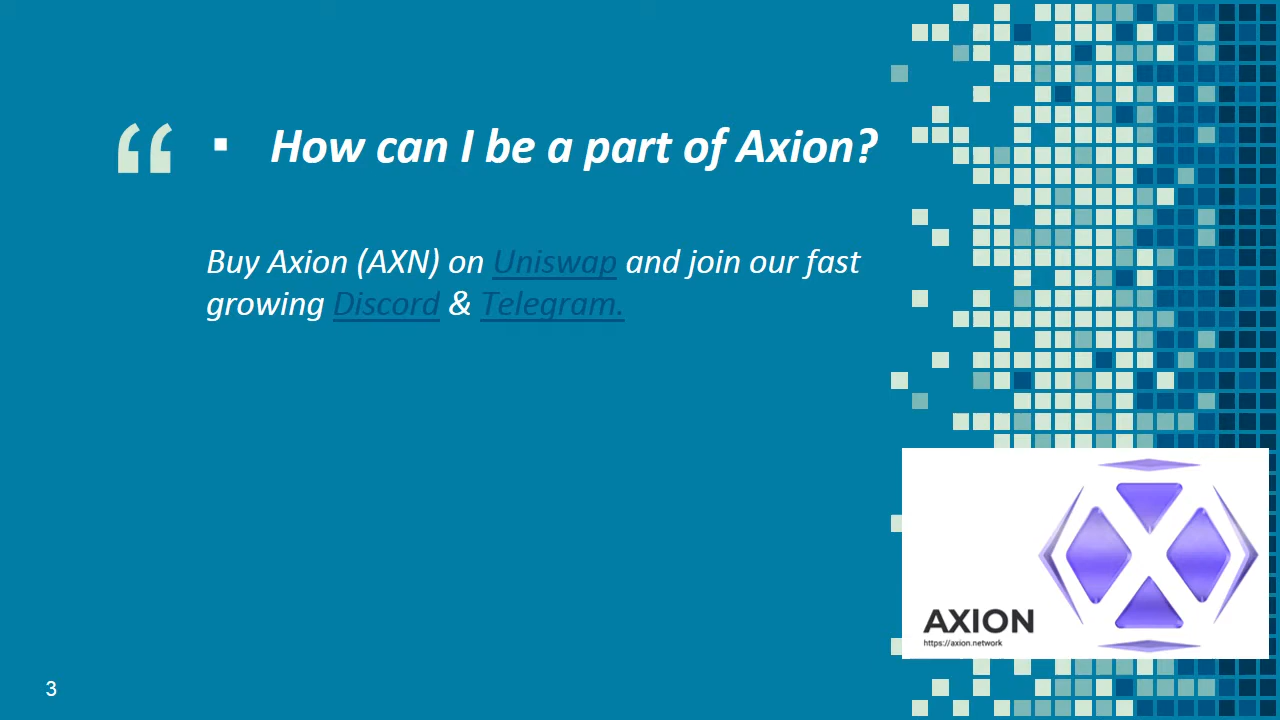 “
▪ How can I be a part of Axion?
Buy Axion (AXN) on Uniswap and join our fast
growing Discord & Telegram.
AXION
https://axion.network
3